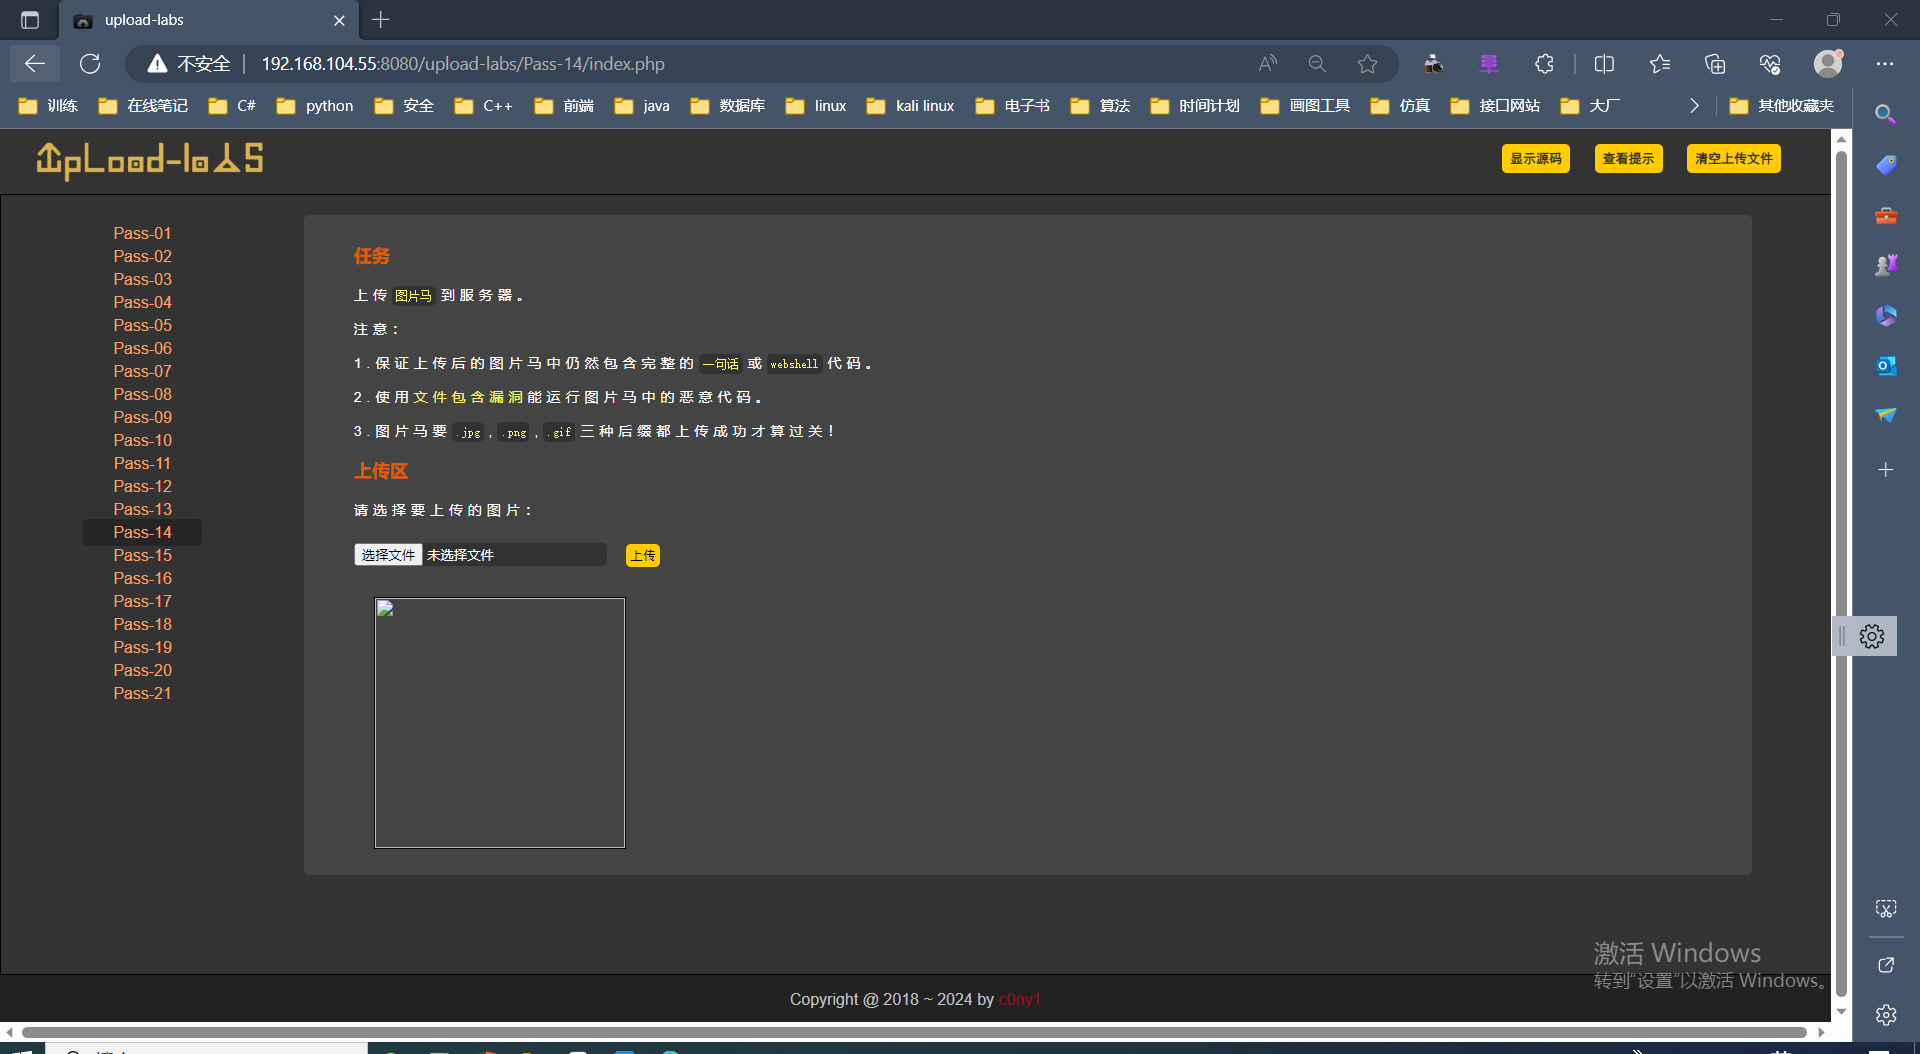 upload-labs
不安全 192.168.104.55:8080/upload-labs/Pass-14/index.php
训练 在线笔记 C# python 安全 C++ 前端 java 数据库 linux kali linux 电子书 算法 时间计划 画图工具 仿真 接口网站 大厂 其他收藏夹
UpLoad-labs 显示源码 查看提示 清空上传文件
Pass-01
Pass-02
Pass-03
Pass-04
Pass-05
Pass-06
Pass-07
Pass-08
Pass-09
Pass-10
Pass-11
Pass-12
Pass-13
Pass-14
Pass-15
Pass-16
Pass-17
Pass-18
Pass-19
Pass-20
Pass-21
任务
上传图片马到服务器。
注意：
1.保证上传后的图片马中仍然包含完整的一句话或webshell代码。
2.使用文件包含漏洞能运行图片马中的恶意代码。
3.图片马要.jpg,.png,.gif三种后缀都上传成功才算过关！
上传区
请选择要上传的图片：
选择文件 未选择文件 上传
激活 Windows
转到“设置”以激活 Windows。
Copyright @ 2018 ~ 2024 by c0ny1